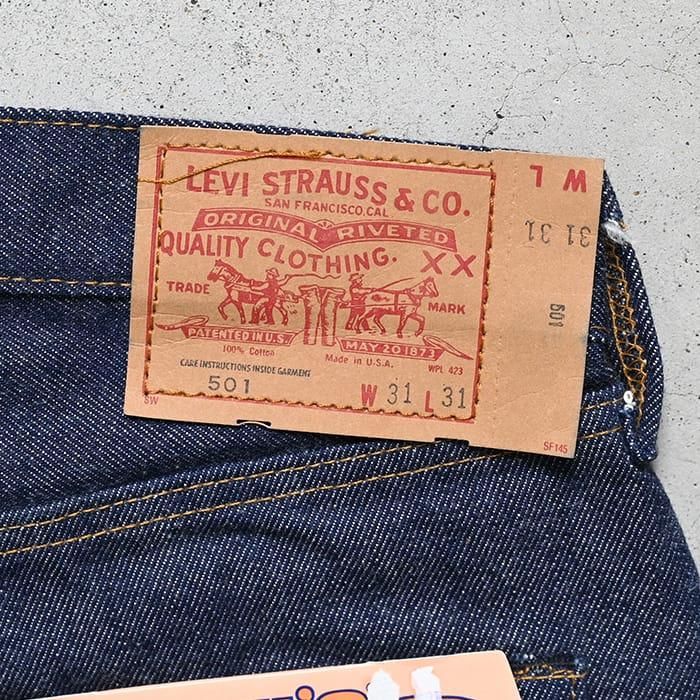 LEVI STRAUSS & CO.
SAN FRANCISCO, CAL
ORIGINAL RIVETED
QUALITY CLOTHING. XX
TRADE MARK
PATENTED IN U.S. MAY 20 1873
100% Cotton Made in U.S.A. WPL 423
CARE INSTRUCTIONS INSIDE GARMENT
501 W 31 L 31
SW
SF145
W L
31 31
501